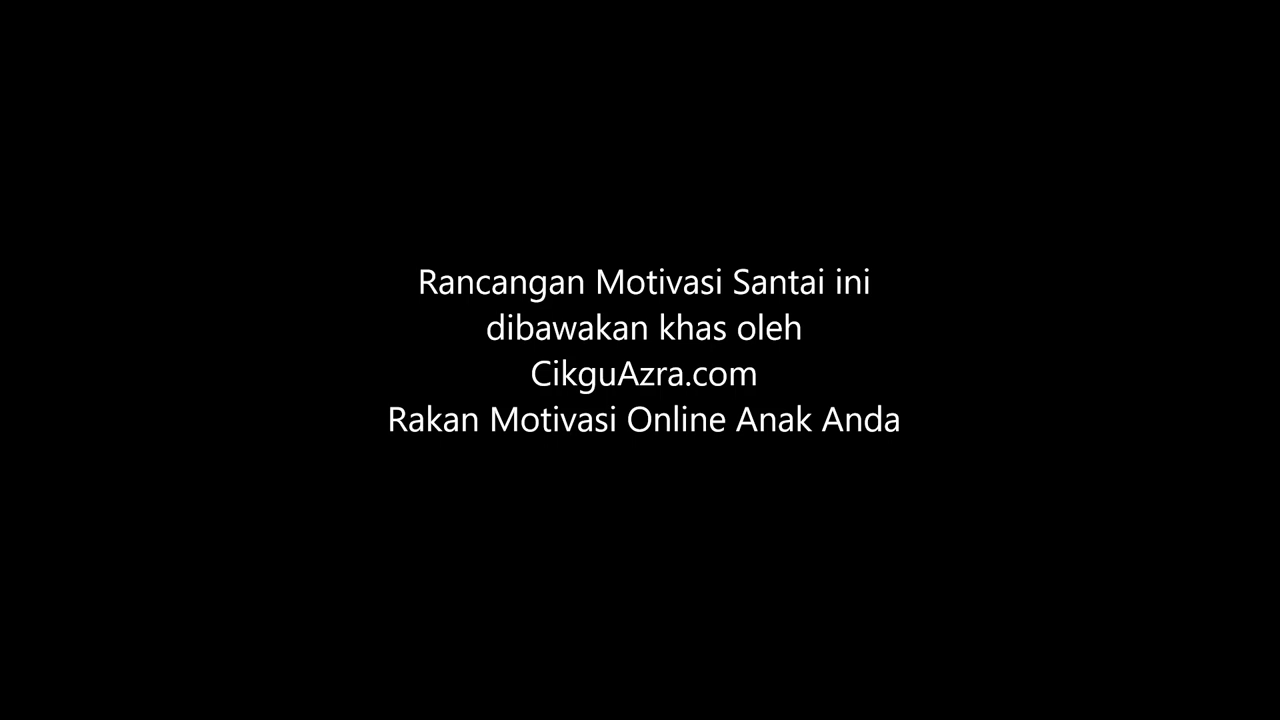 Rancangan Motivasi Santai ini
dibawakan khas oleh
CikguAzra.com
Rakan Motivasi Online Anak Anda